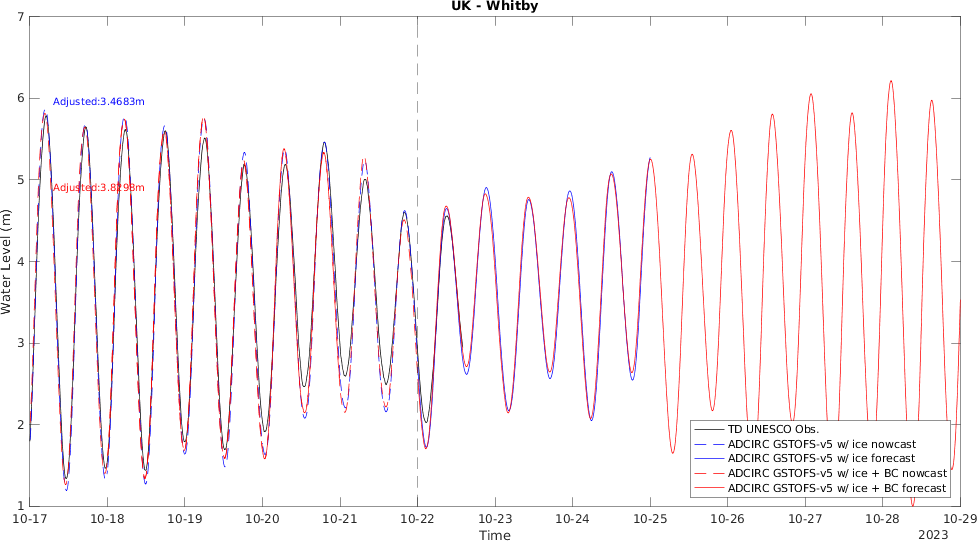 UK - Whitby
7
6
5
4
3
2
1
Water Level (m)
Adjusted:3.4683m
Adjusted:3.8298m
TD UNESCO Obs.
ADCIRC GSTOFS-v5 w/ ice nowcast
ADCIRC GSTOFS-v5 w/ ice forecast
ADCIRC GSTOFS-v5 w/ ice + BC nowcast
ADCIRC GSTOFS-v5 w/ ice + BC forecast
10-17 10-18 10-19 10-20 10-21 10-22 10-23 10-24 10-25 10-26 10-27 10-28 10-29
Time
2023